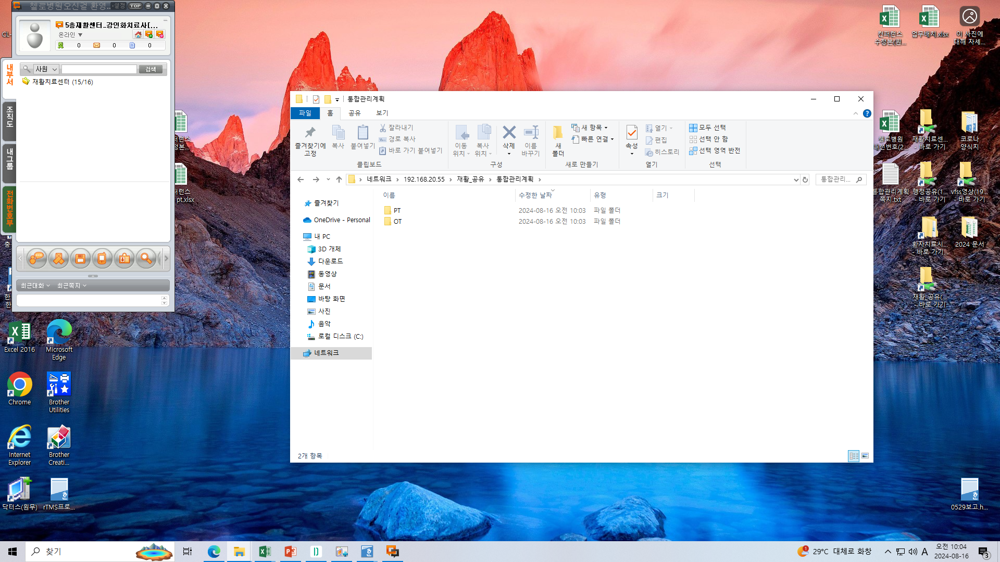 첼로병원오신걸 환영..
설정
TOP
5층재활센터_강민화치료사[...
온라인
0
0
0
내부서
조직도
내그룹
전화번호부
사원
검색
재활치료센터 (15/16)
최근대화
최근쪽지
CL-
Excel 2016
Microsoft
Edge
Chrome
Brother
Utilities
Internet
Explorer
Brother
Creati...
닥터스(원무)
rTMS프로...
pt.xlsx
통합관리계획
파일
홈
공유
보기
즐겨찾기에
고정
복사
붙여넣기
잘라내기
경로 복사
바로 가기 붙여넣기
클립보드
이동
위치
복사
위치
삭제
이름
바꾸기
구성
새
폴더
새 항목
빠른 연결
새로 만들기
속성
열기
편집
히스토리
열기
모두 선택
선택 안 함
선택 영역 반전
선택
네트워크
192.168.20.55
재활_공유
통합관리계획
통합관리...
이름
수정한 날짜
유형
크기
PT
2024-08-16 오전 10:03
파일 폴더
OT
2024-08-16 오전 10:03
파일 폴더
즐겨찾기
OneDrive - Personal
내 PC
3D 개체
다운로드
동영상
문서
바탕 화면
사진
음악
로컬 디스크 (C:)
네트워크
2개 항목
컨퍼런스
수정본(원...
업무배치.xlsx
이 사진에
대해 자세...
첼로병원
내선번호(2...
재활치료센...
- 바로 가기
코로나
양식지
통합관리계획
쪽지.txt
행정공유(1...
- 바로 가기
vfss영상(19...
- 바로 가기
환자치료시...
- 바로 가기...
2024 문서
재활_공유(...
- 바로 가기
0529보고.h...
찾기
1
29°C
대체로 화창
A
오전 10:04
2024-08-16
3